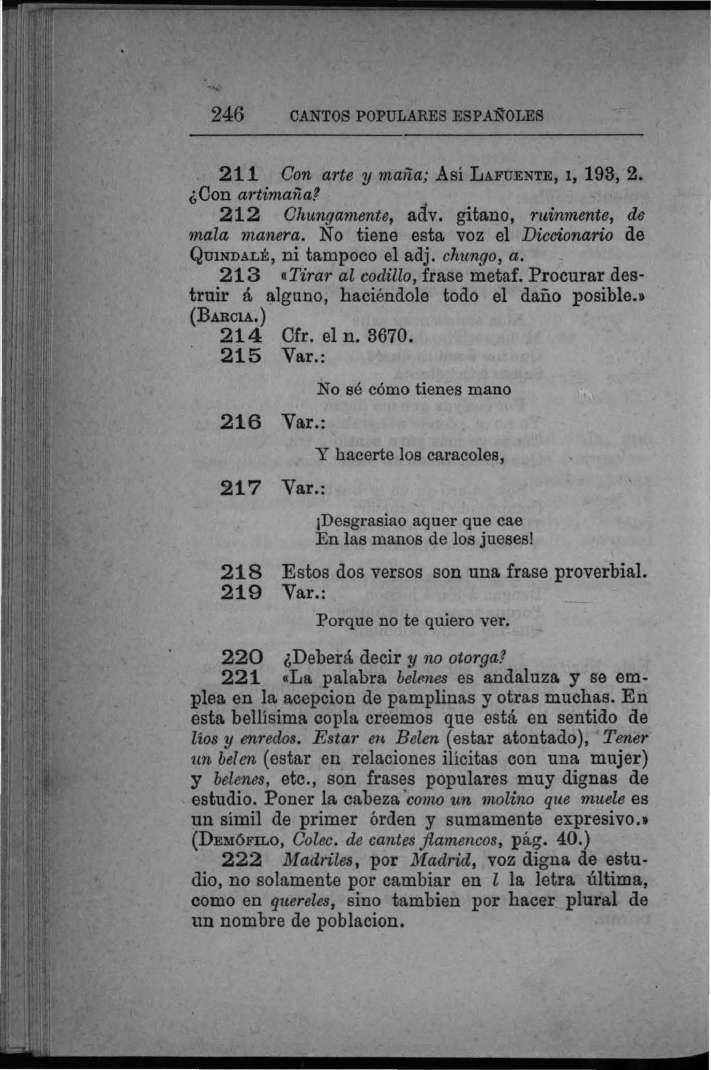 246 CANTOS POPULARES ESPAÑOLES
211 Con arte y maña; Así LAFUENTE, I, 193, 2.
¿Con artimaña?
212 Chungamente, adv. gitano, ruinmente, de
mala manera. No tiene esta voz el Diccionario de
QUINDALÉ, ni tampoco el adj. chungo, a.
213 «Tirar al codillo, frase metaf. Procurar des-
truir á alguno, haciéndole todo el daño posible.»
(BARCIA.)
214 Cfr. el n. 3670.
215 Var.:
No sé cómo tienes mano
216 Var.:
Y hacerte los caracoles,
217 Var.:
¡Desgrasiao aquer que cae
En las manos de los jueses!
218 Estos dos versos son una frase proverbial.
219 Var.:
Porque no te quiero ver.
220 ¿Deberá decir y no otorga?
221 «La palabra belenes es andaluza y se em-
plea en la acepcion de pamplinas y otras muchas. En
esta bellísima copla creemos que está en sentido de
líos y enredos. Estar en Belen (estar atontado), Tener
un belen (estar en relaciones ilícitas con una mujer)
y belenes, etc., son frases populares muy dignas de
estudio. Poner la cabeza como un molino que muele es
un símil de primer órden y sumamente expresivo.»
(DEMÓFILO, Colec. de cantes flamencos, pág. 40.)
222 Madriles, por Madrid, voz digna de estu-
dio, no solamente por cambiar en l la letra última,
como en quereles, sino tambien por hacer plural de
un nombre de poblacion.